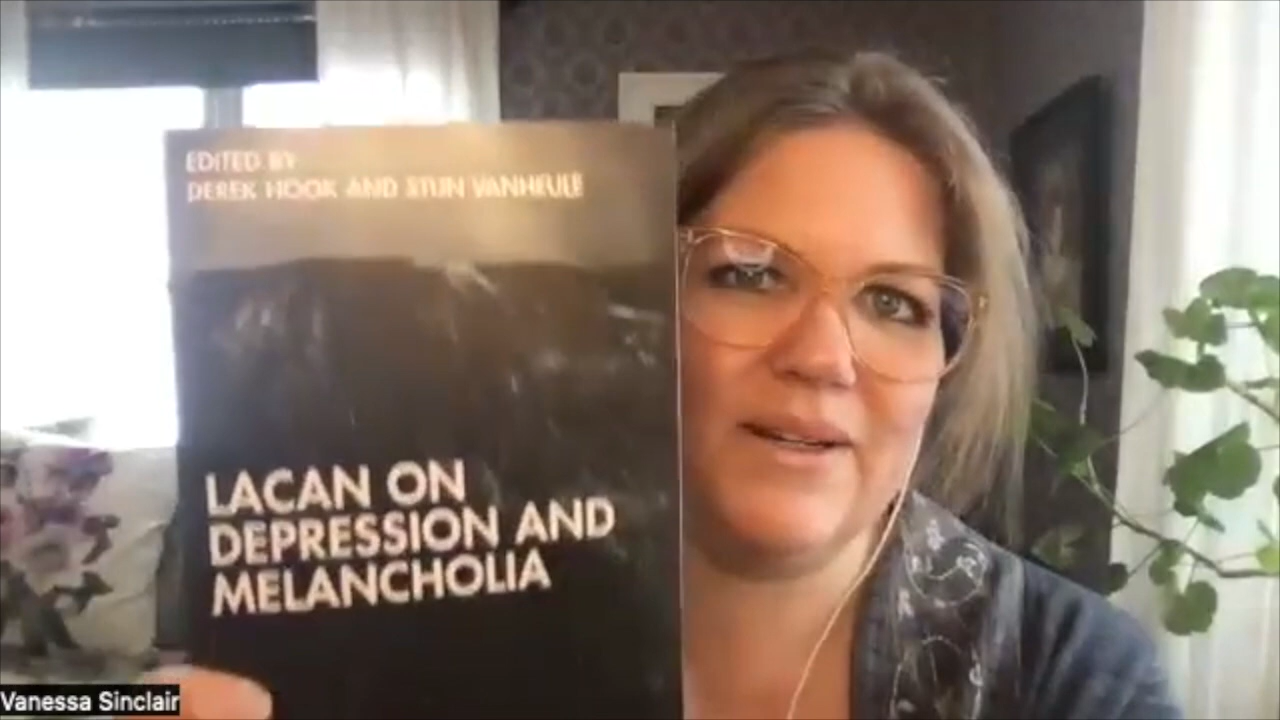 EDITED BY
DEREK HOOK AND STIJN VANHEULE
LACAN ON
DEPRESSION AND
MELANCHOLIA
Vanessa Sinclair